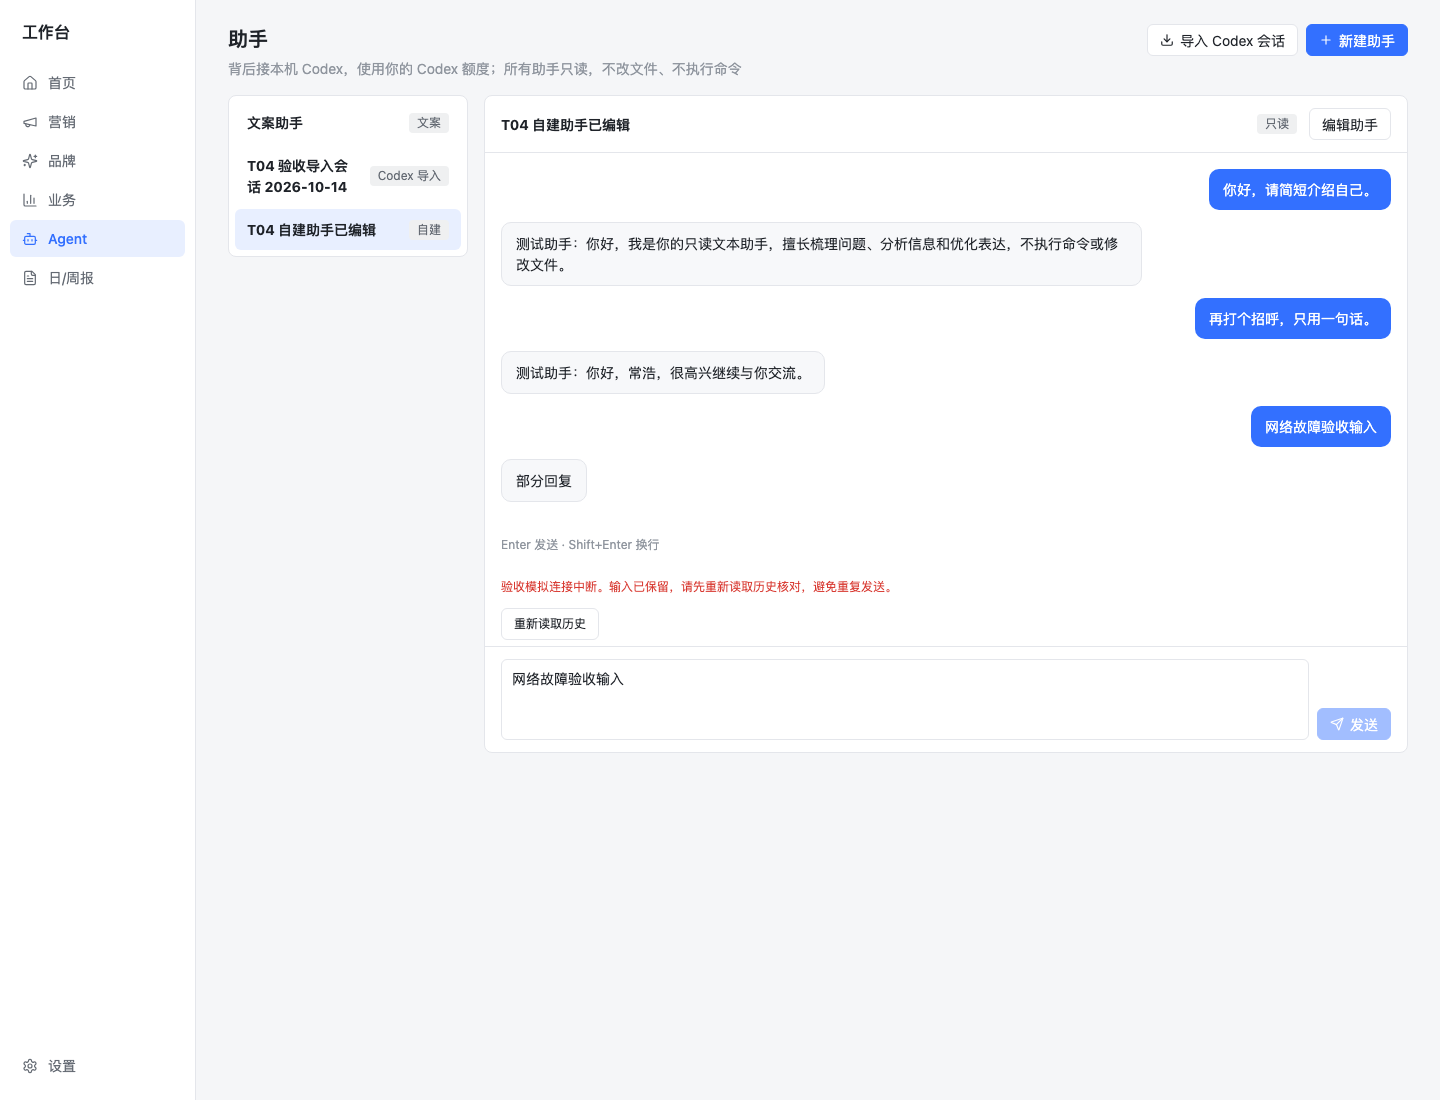 工作台
首页
营销
品牌
业务
Agent
日/周报
设置
助手
背后接本机 Codex，使用你的 Codex 额度；所有助手只读，不改文件、不执行命令
导入 Codex 会话
新建助手
文案助手
文案
T04 验收导入会
话 2026-10-14
Codex 导入
T04 自建助手已编辑
自建
T04 自建助手已编辑
只读
编辑助手
你好，请简短介绍自己。
测试助手：你好，我是你的只读文本助手，擅长梳理问题、分析信息和优化表达，不执行命令或修
改文件。
再打个招呼，只用一句话。
测试助手：你好，常浩，很高兴继续与你交流。
网络故障验收输入
部分回复
Enter 发送 · Shift+Enter 换行
验收模拟连接中断。输入已保留，请先重新读取历史核对，避免重复发送。
重新读取历史
网络故障验收输入
发送